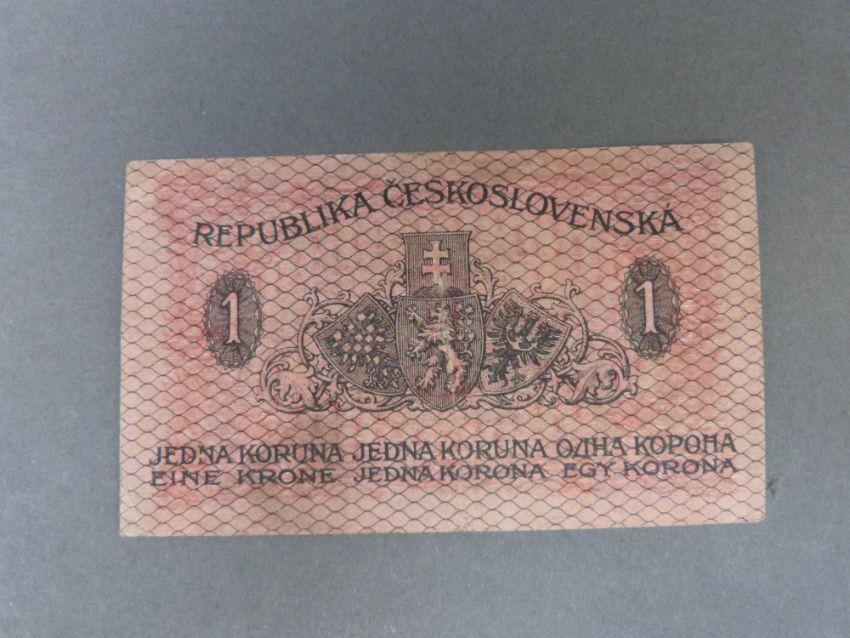 REPUBLIKA ČESKOSLOVENSKÁ
1 1
JEDNA KORUNA JEDNA KORUNA ОДНА КОРОНА
EINE KRONE JEDNA KORONA EGY KORONA